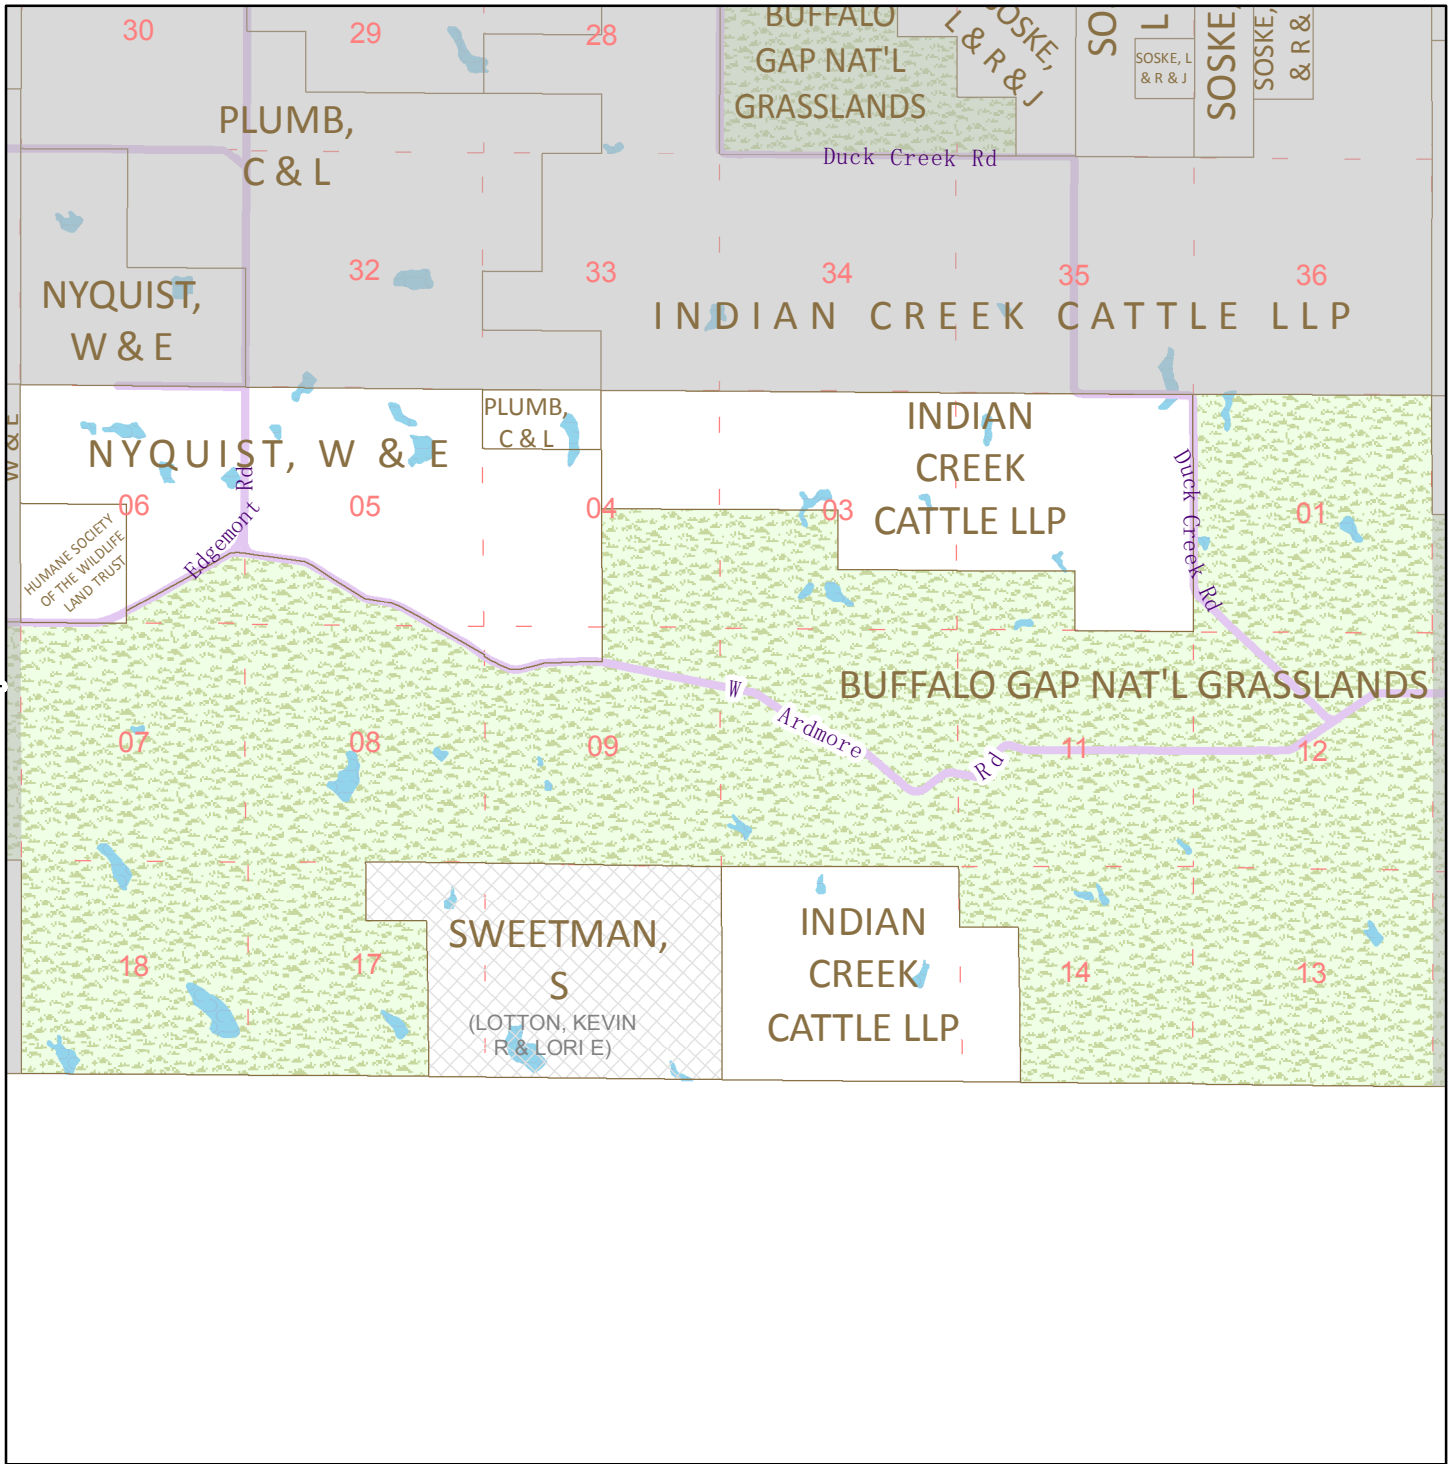 30
29
28
BUFFALO
GAP NAT'L
GRASSLANDS
SOSKE,
L & R & J
SO
L
SOSKE, L
& R & J
SOSKE,
SOSKE,
& R &
PLUMB,
C & L
Duck Creek Rd
32
33
34
35
36
NYQUIST,
W & E
INDIAN CREEK CATTLE LLP
W & E
NYQUIST, W & E
PLUMB,
C & L
INDIAN
CREEK
CATTLE LLP
Duck Creek Rd
06
05
04
03
01
Edgemont Rd
HUMANE SOCIETY
OF THE WILDLIFE
LAND TRUST
BUFFALO GAP NAT'L GRASSLANDS
W Ardmore Rd
07
08
09
11
12
SWEETMAN,
S
(LOTTON, KEVIN
R & LORI E)
INDIAN
CREEK
CATTLE LLP
18
17
14
13